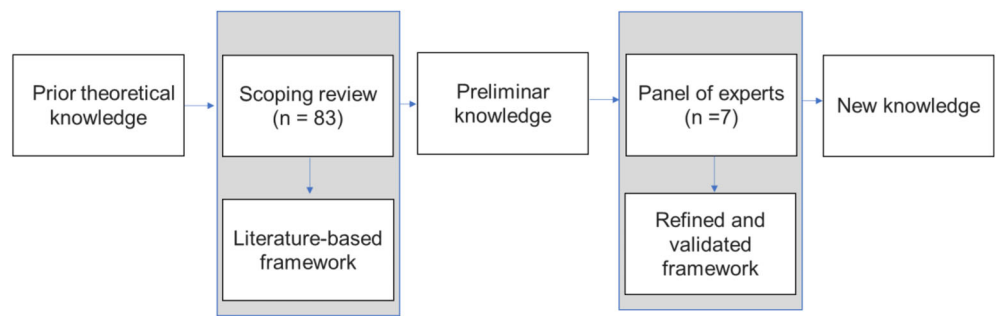 Prior theoretical
knowledge
Scoping review
(n = 83)
Literature-based
framework
Preliminar
knowledge
Panel of experts
(n =7)
Refined and
validated
framework
New knowledge